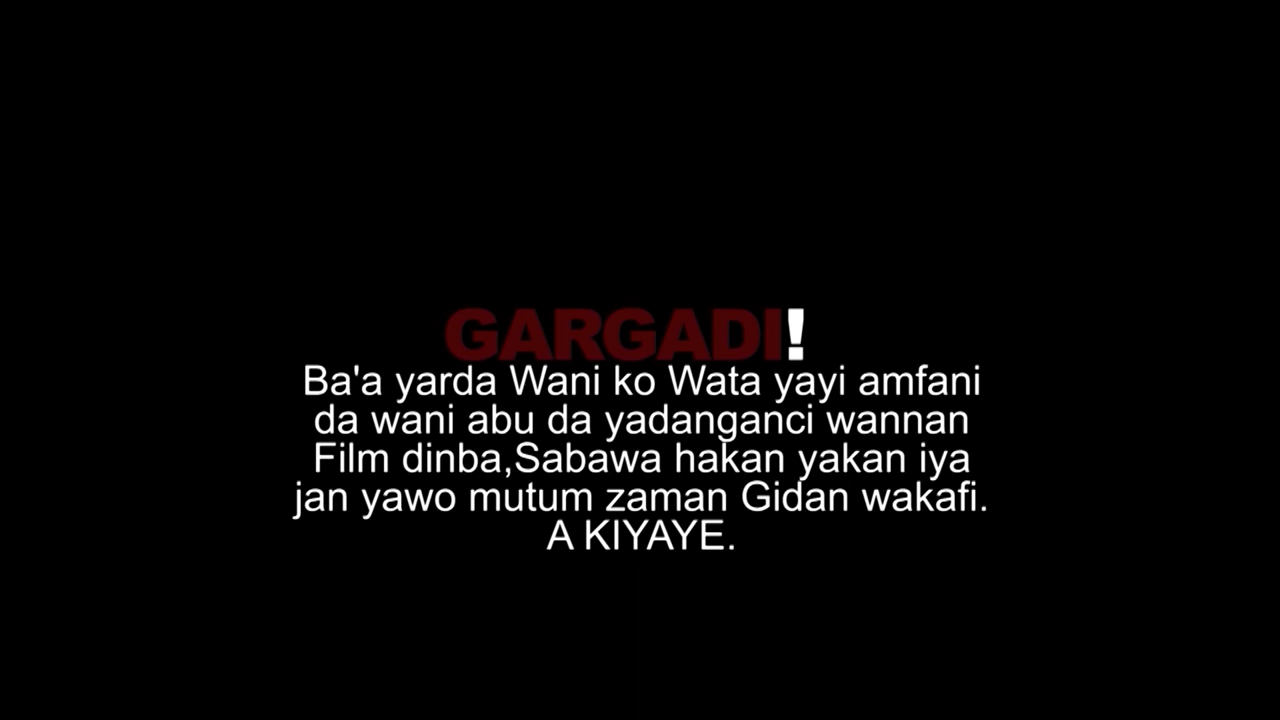 GARGADI!
Ba'a yarda Wani ko Wata yayi amfani
da wani abu da yadanganci wannan
Film dinba,Sabawa hakan yakan iya
jan yawo mutum zaman Gidan wakafi.
A KIYAYE.